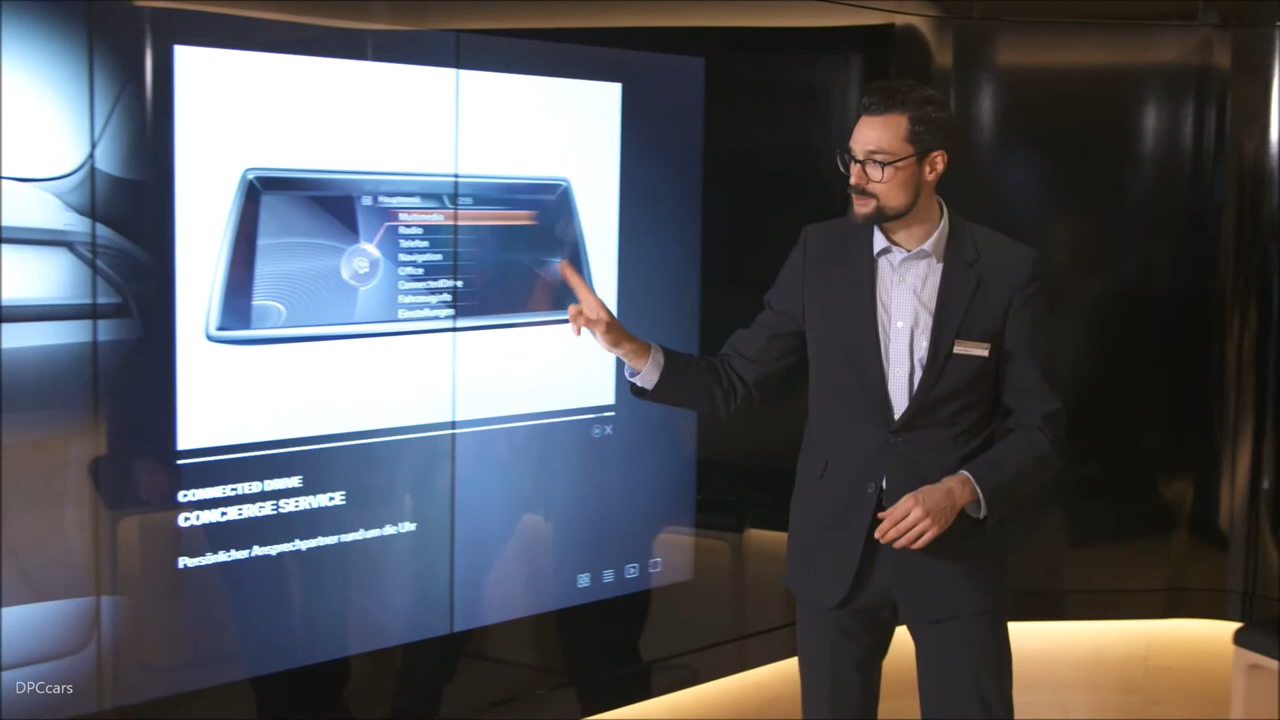 Hauptmenü
Multimedia
Radio
Telefon
Navigation
Office
ConnectedDrive
Fahrzeuginfo
Einstellungen
CONNECTED DRIVE
CONCIERGE SERVICE
Persönlicher Ansprechpartner rund um die Uhr
DPCcars